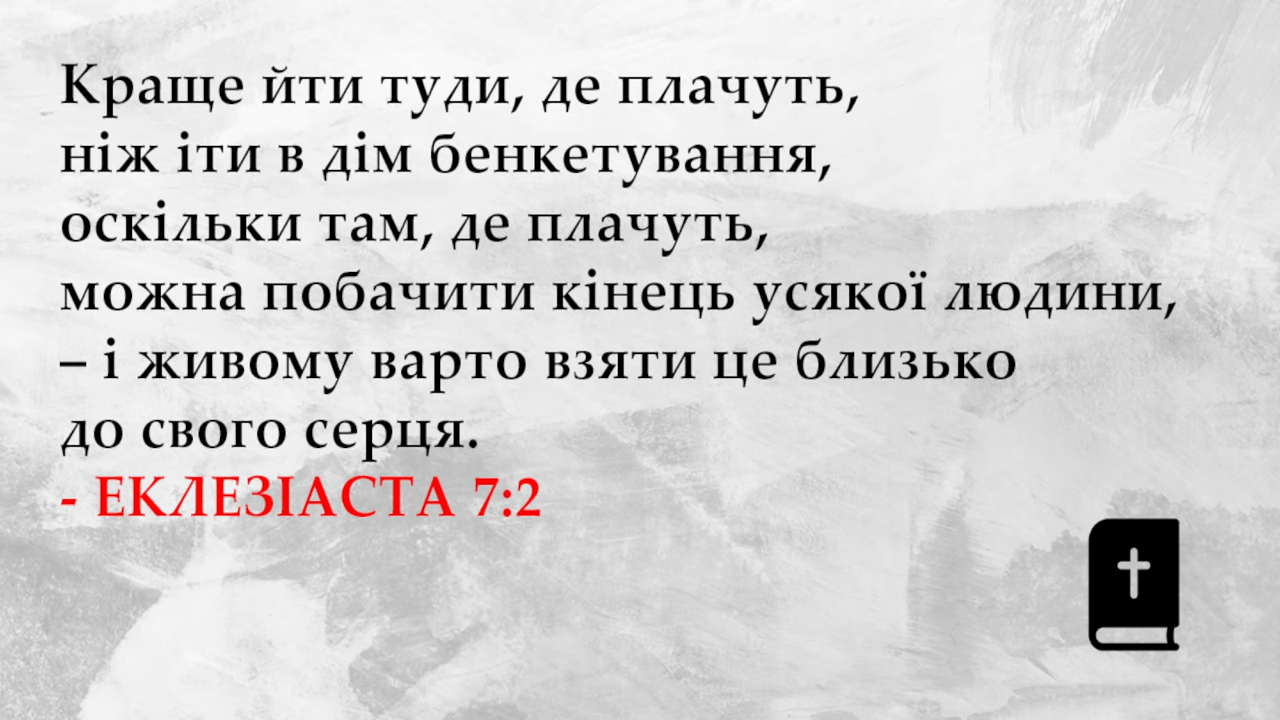 Краще йти туди, де плачуть,
ніж іти в дім бенкетування,
оскільки там, де плачуть,
можна побачити кінець усякої людини,
– і живому варто взяти це близько
до свого серця.
- ЕКЛЕЗІАСТА 7:2